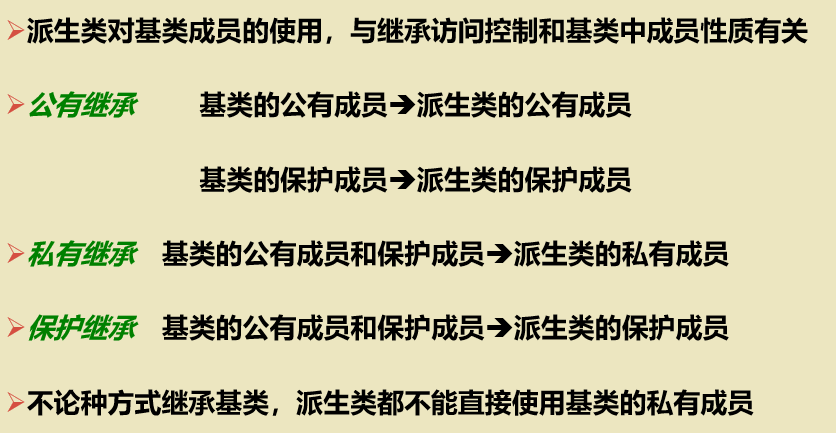 ➢派生类对基类成员的使用，与继承访问控制和基类中成员性质有关
➢公有继承 基类的公有成员➔派生类的公有成员
基类的保护成员➔派生类的保护成员
➢私有继承 基类的公有成员和保护成员➔派生类的私有成员
➢保护继承 基类的公有成员和保护成员➔派生类的保护成员
➢不论种方式继承基类，派生类都不能直接使用基类的私有成员